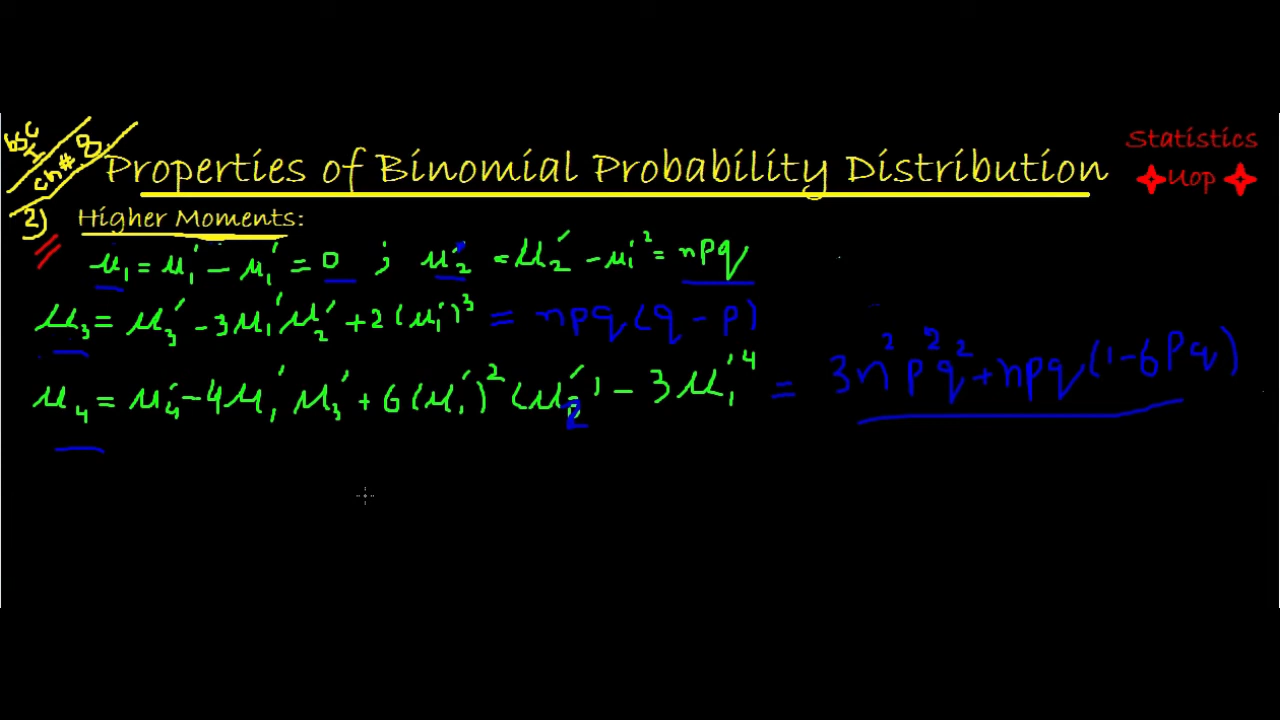 bsc
ch# 8
Statistics
Uop
Properties of Binomial Probability Distribution
2) Higher Moments:
μ₁ = μ₁′ - μ₁′ = 0 ; μ₂ = μ₂′ - μ₁′² = npq
μ₃ = μ₃′ - 3μ₁′μ₂′ + 2(μ₁′)³ = npq(q - p)
μ₄ = μ₄′ - 4μ₁′ μ₃′ + 6(μ₁′)² (μ₂′) - 3μ₁′⁴ = 3n²p²q² + npq(1 - 6pq)